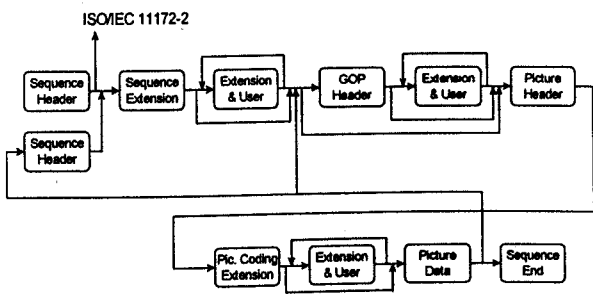 ISO/IEC 11172-2
Sequence
Header
Sequence
Extension
Extension
& User
GOP
Header
Extension
& User
Picture
Header
Sequence
Header
Pic. Coding
Extension
Extension
& User
Picture
Data
Sequence
End